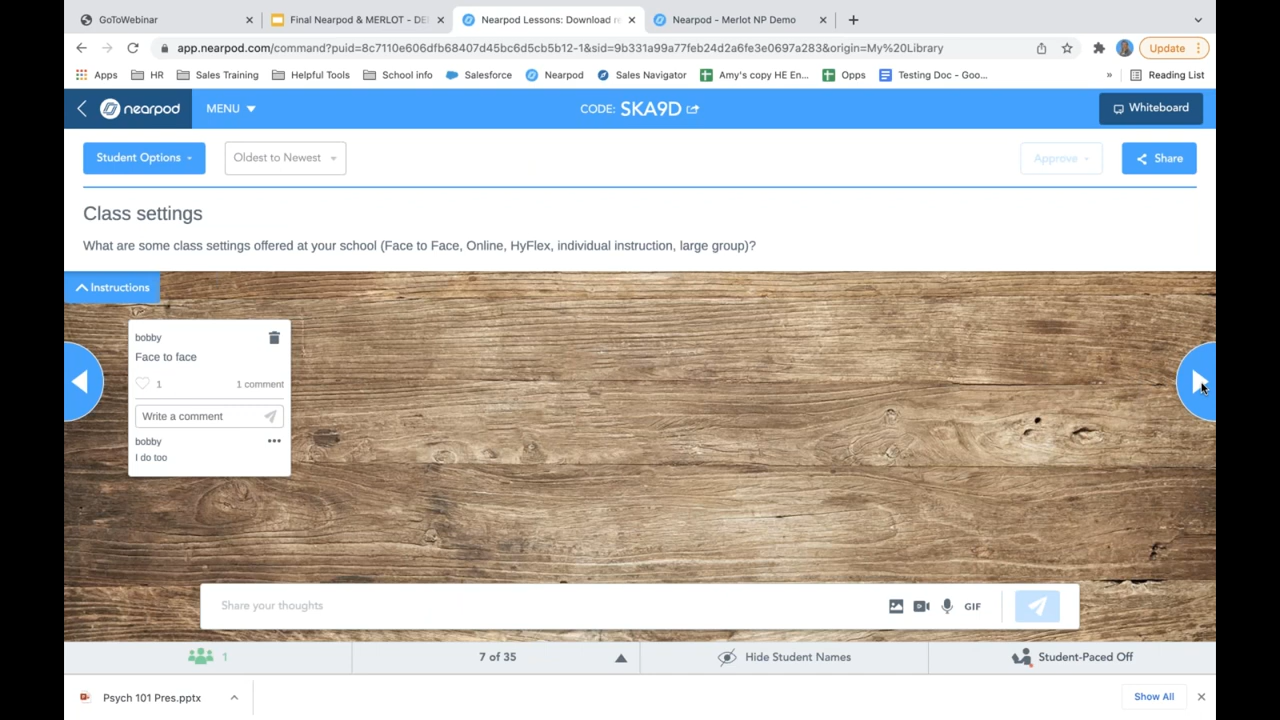 GoToWebinar
Final Nearpod & MERLOT - DE
Nearpod Lessons: Download re
Nearpod - Merlot NP Demo
app.nearpod.com/command?puid=8c7110e606dfb68407d45bc6d5cb5b12-1&sid=9b331a99a77feb24d2a6fe3e0697a283&origin=My%20Library
Update
Apps
HR
Sales Training
Helpful Tools
School info
Salesforce
Nearpod
Sales Navigator
Amy's copy HE En...
Opps
Testing Doc - Goo...
»
Reading List
nearpod
MENU
CODE: SKA9D
Whiteboard
Student Options
Oldest to Newest
Approve
Share
Class settings
What are some class settings offered at your school (Face to Face, Online, HyFlex, individual instruction, large group)?
Instructions
bobby
Face to face
1
1 comment
Write a comment
bobby
I do too
Share your thoughts
GIF
1
7 of 35
Hide Student Names
Student-Paced Off
Psych 101 Pres.pptx
Show All